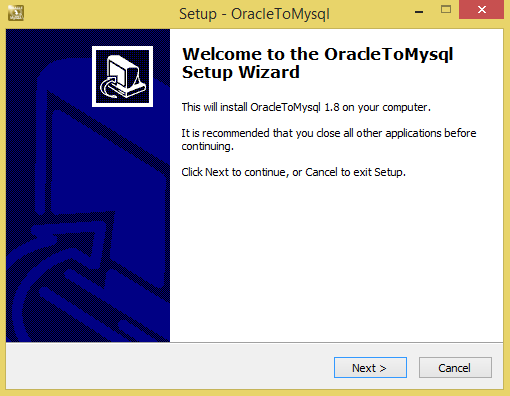 Setup - OracleToMysql
Welcome to the OracleToMysql
Setup Wizard
This will install OracleToMysql 1.8 on your computer.
It is recommended that you close all other applications before
continuing.
Click Next to continue, or Cancel to exit Setup.
Next >
Cancel